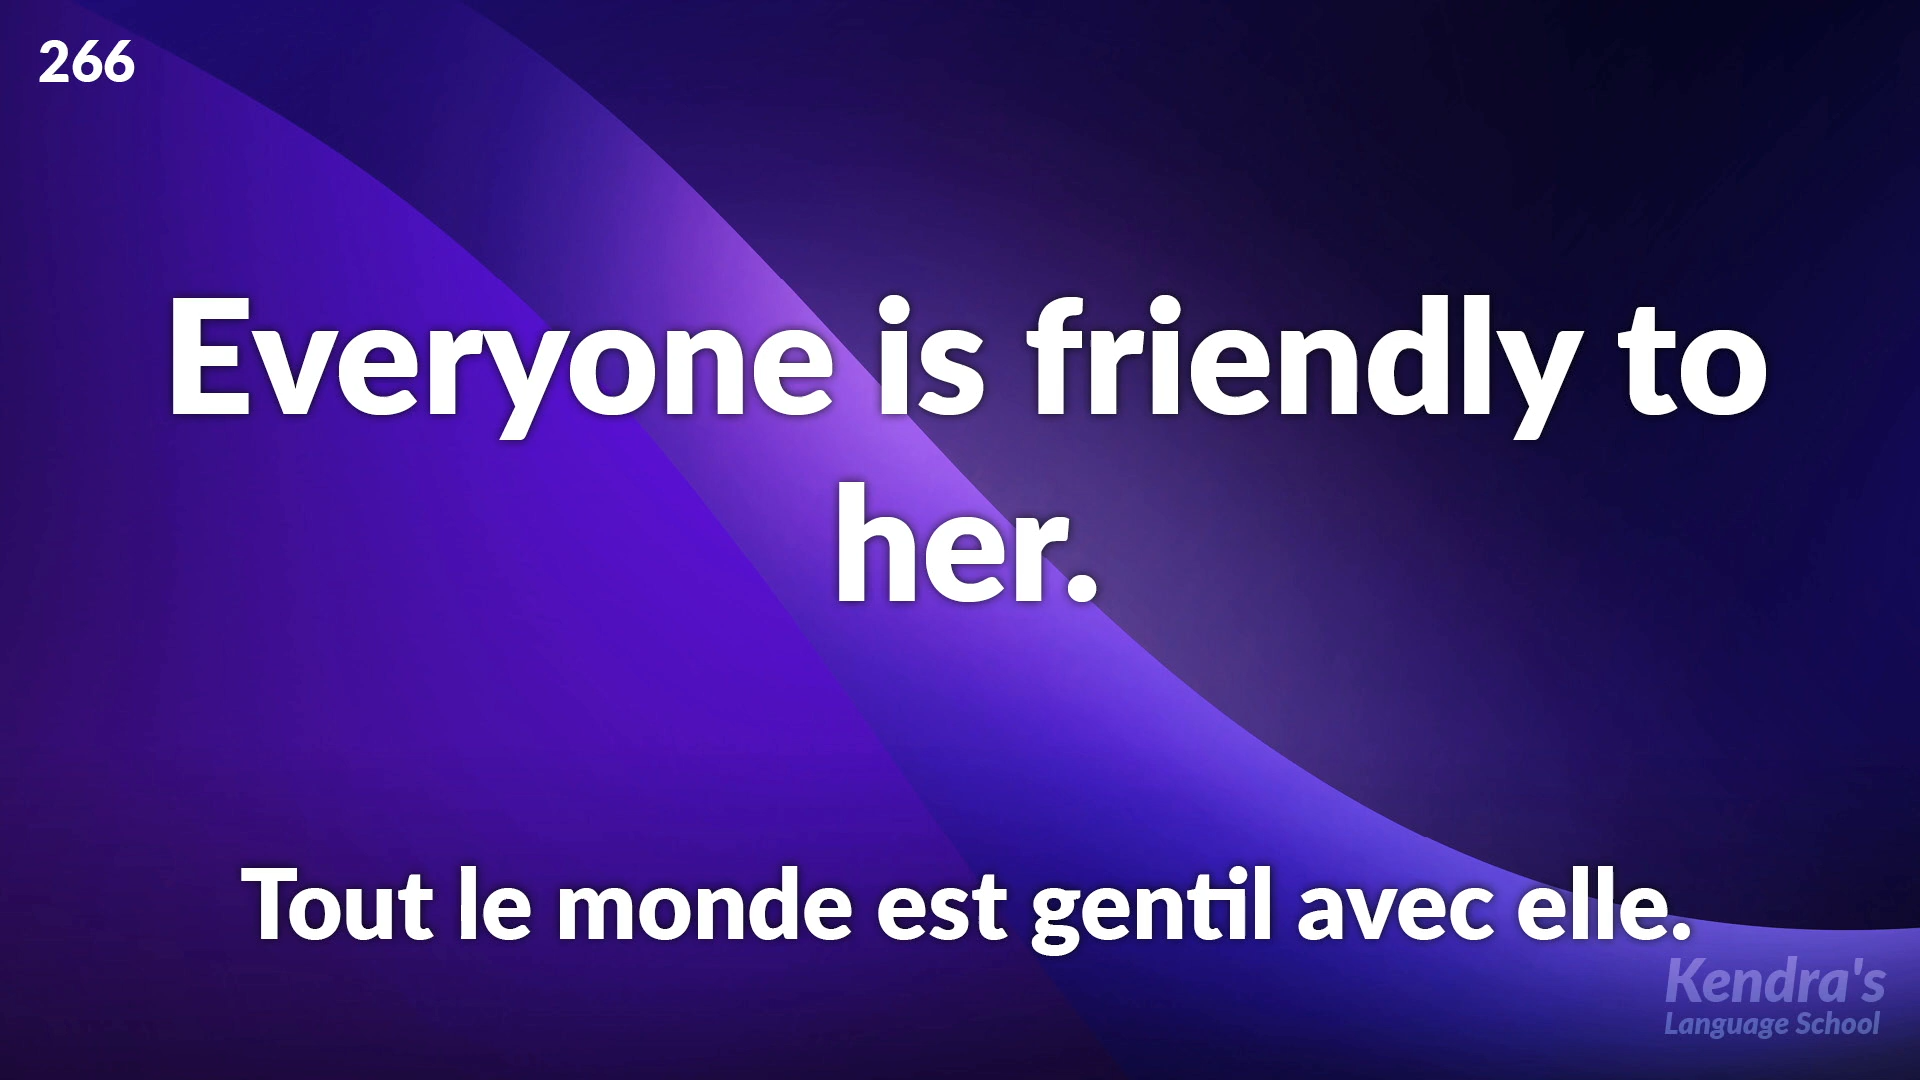 266
Everyone is friendly to
her.
Tout le monde est gentil avec elle.
Kendra's
Language School